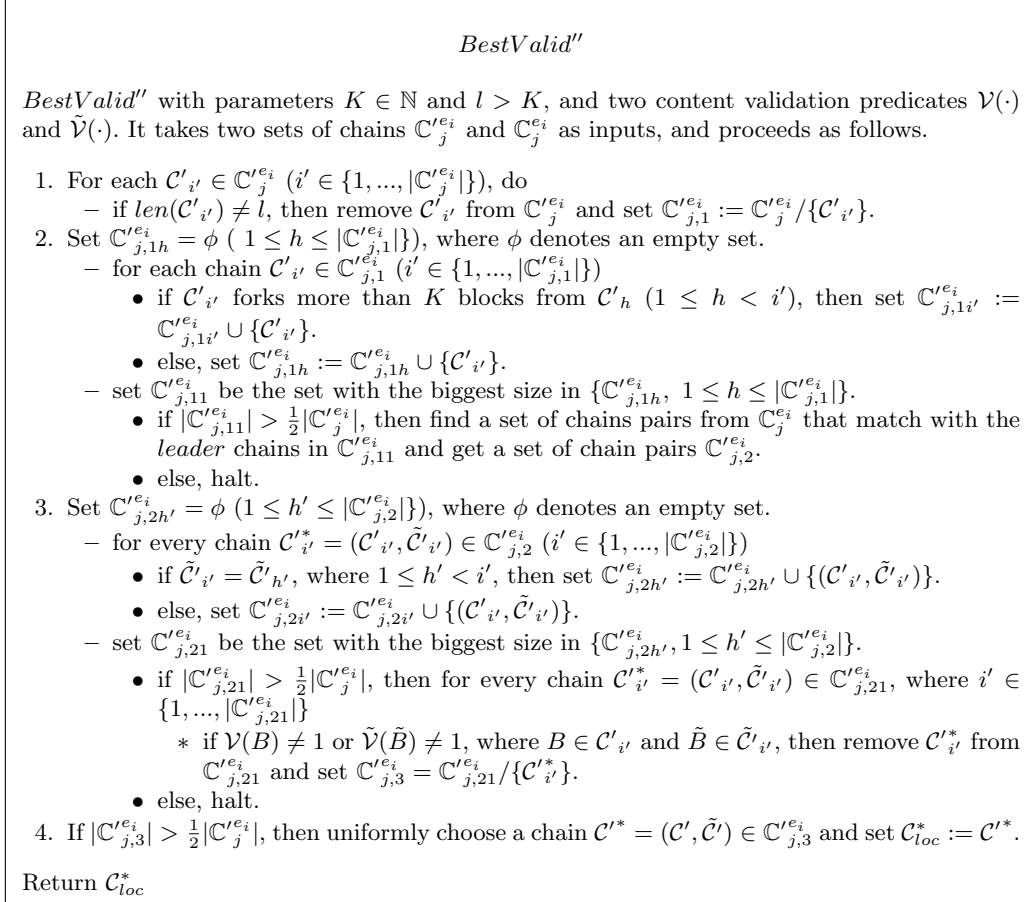 BestValid′′
BestValid′′ with parameters K ∈ ℕ and l > K, and two content validation predicates 𝒱(·)
and 𝒱̃(·). It takes two sets of chains ℂ′^{e_i}_j and ℂ^{e_i}_j as inputs, and proceeds as follows.
1. For each 𝒞′_{i′} ∈ ℂ′^{e_i}_j (i′ ∈ {1, ..., |ℂ′^{e_i}_j|}), do
– if len(𝒞′_{i′}) ≠ l, then remove 𝒞′_{i′} from ℂ′^{e_i}_j and set ℂ′^{e_i}_{j,1} := ℂ′^{e_i}_j/{𝒞′_{i′}}.
2. Set ℂ′^{e_i}_{j,1h} = ϕ ( 1 ≤ h ≤ |ℂ′^{e_i}_{j,1}|}), where ϕ denotes an empty set.
– for each chain 𝒞′_{i′} ∈ ℂ′^{e_i}_{j,1} (i′ ∈ {1, ..., |ℂ′^{e_i}_{j,1}|})
• if 𝒞′_{i′} forks more than K blocks from 𝒞′_h (1 ≤ h < i′), then set ℂ′^{e_i}_{j,1i′} :=
ℂ′^{e_i}_{j,1i′} ∪ {𝒞′_{i′}}.
• else, set ℂ′^{e_i}_{j,1h} := ℂ′^{e_i}_{j,1h} ∪ {𝒞′_{i′}}.
– set ℂ′^{e_i}_{j,11} be the set with the biggest size in {ℂ′^{e_i}_{j,1h}, 1 ≤ h ≤ |ℂ′^{e_i}_{j,1}|}.
• if |ℂ′^{e_i}_{j,11}| > ½|ℂ′^{e_i}_j|, then find a set of chains pairs from ℂ^{e_i}_j that match with the
leader chains in ℂ′^{e_i}_{j,11} and get a set of chain pairs ℂ′^{e_i}_{j,2}.
• else, halt.
3. Set ℂ′^{e_i}_{j,2h′} = ϕ (1 ≤ h′ ≤ |ℂ′^{e_i}_{j,2}|}), where ϕ denotes an empty set.
– for every chain 𝒞′^*_{i′} = (𝒞′_{i′}, 𝒞̃′_{i′}) ∈ ℂ′^{e_i}_{j,2} (i′ ∈ {1, ..., |ℂ′^{e_i}_{j,2}|})
• if 𝒞̃′_{i′} = 𝒞̃′_{h′}, where 1 ≤ h′ < i′, then set ℂ′^{e_i}_{j,2h′} := ℂ′^{e_i}_{j,2h′} ∪ {(𝒞′_{i′}, 𝒞̃′_{i′})}.
• else, set ℂ′^{e_i}_{j,2i′} := ℂ′^{e_i}_{j,2i′} ∪ {(𝒞′_{i′}, 𝒞̃′_{i′})}.
– set ℂ′^{e_i}_{j,21} be the set with the biggest size in {ℂ′^{e_i}_{j,2h′}, 1 ≤ h′ ≤ |ℂ′^{e_i}_{j,2}|}.
• if |ℂ′^{e_i}_{j,21}| > ½|ℂ′^{e_i}_j|, then for every chain 𝒞′^*_{i′} = (𝒞′_{i′}, 𝒞̃′_{i′}) ∈ ℂ′^{e_i}_{j,21}, where i′ ∈
{1, ..., |ℂ′^{e_i}_{j,21}|}
∗ if 𝒱(B) ≠ 1 or 𝒱̃(B̃) ≠ 1, where B ∈ 𝒞′_{i′} and B̃ ∈ 𝒞̃′_{i′}, then remove 𝒞′^*_{i′} from
ℂ′^{e_i}_{j,21} and set ℂ′^{e_i}_{j,3} = ℂ′^{e_i}_{j,21}/{𝒞′^*_{i′}}.
• else, halt.
4. If |ℂ′^{e_i}_{j,3}| > ½|ℂ′^{e_i}_j|, then uniformly choose a chain 𝒞′^* = (𝒞′, 𝒞̃′) ∈ ℂ′^{e_i}_{j,3} and set 𝒞^*_{loc} := 𝒞′^*.
Return 𝒞^*_{loc}